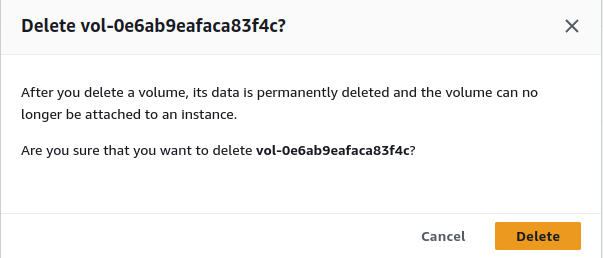 Delete vol-0e6ab9eafaca83f4c?
After you delete a volume, its data is permanently deleted and the volume can no
longer be attached to an instance.
Are you sure that you want to delete vol-0e6ab9eafaca83f4c?
Cancel
Delete